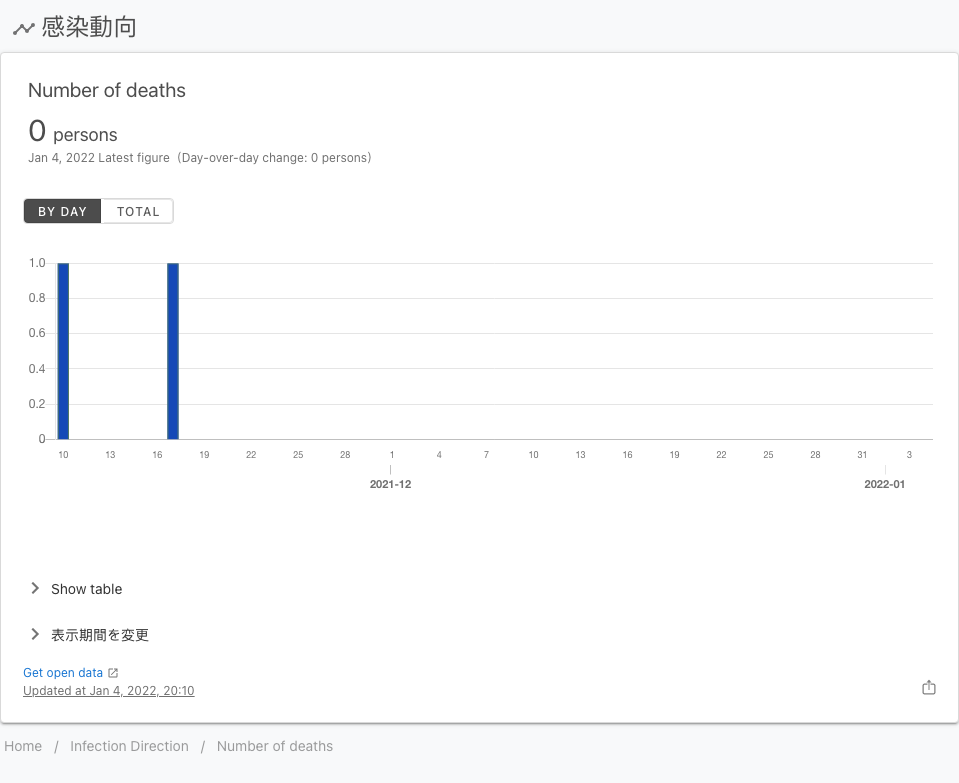 感染動向
Number of deaths
0 persons
Jan 4, 2022 Latest figure (Day-over-day change: 0 persons)
BY DAY TOTAL
1.0
0.8
0.6
0.4
0.2
0
10 13 16 19 22 25 28 1 4 7 10 13 16 19 22 25 28 31 3
2021-12 2022-01
Show table
表示期間を変更
Get open data
Updated at Jan 4, 2022, 20:10
Home / Infection Direction / Number of deaths